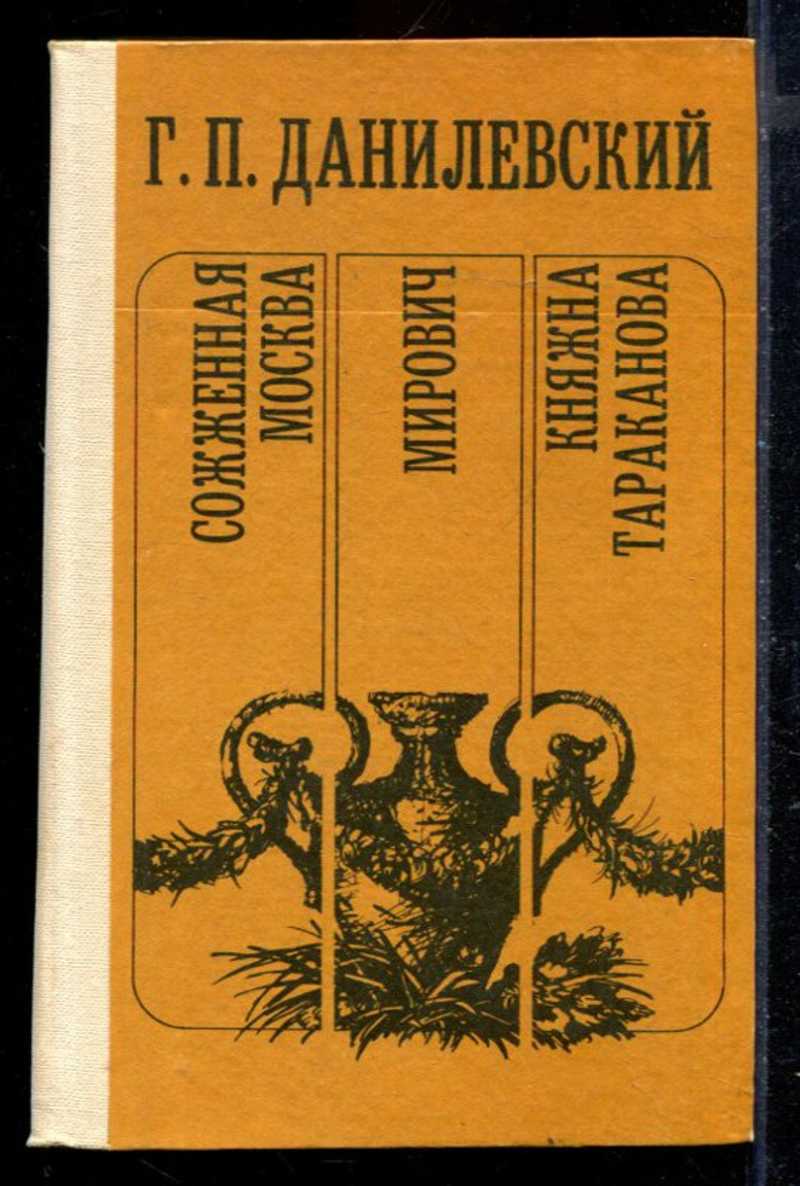 Г. П. ДАНИЛЕВСКИЙ
СОЖЖЕННАЯ
МОСКВА
МИРОВИЧ
КНЯЖНА
ТАРАКАНОВА